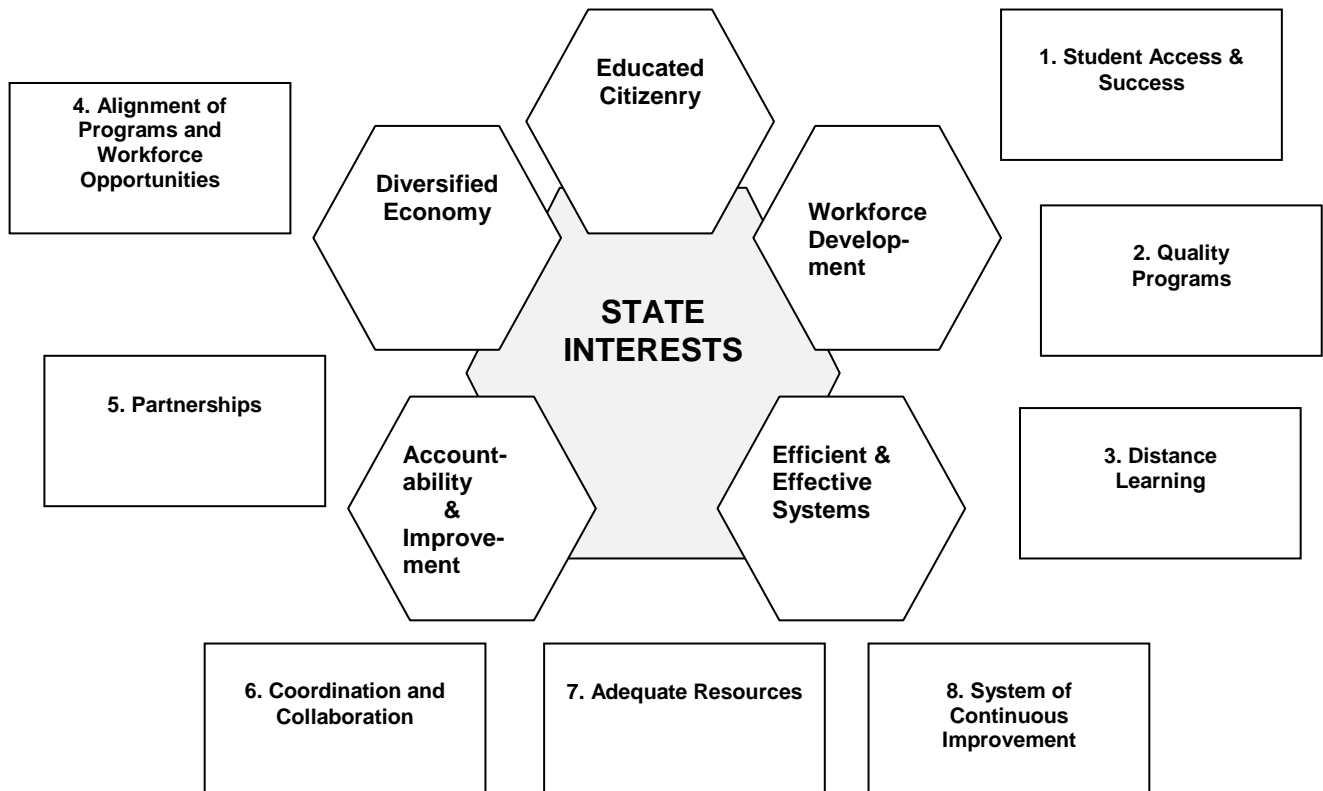 Educated
Citizenry
1. Student Access &
Success
4. Alignment of
Programs and
Workforce
Opportunities
Diversified
Economy
Workforce
Develop-
ment
2. Quality
Programs
STATE
INTERESTS
5. Partnerships
Account-
ability
&
Improve-
ment
Efficient &
Effective
Systems
3. Distance
Learning
6. Coordination and
Collaboration
7. Adequate Resources
8. System of
Continuous
Improvement